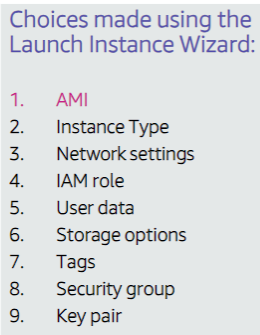 Choices made using the
Launch Instance Wizard:
1. AMI
2. Instance Type
3. Network settings
4. IAM role
5. User data
6. Storage options
7. Tags
8. Security group
9. Key pair